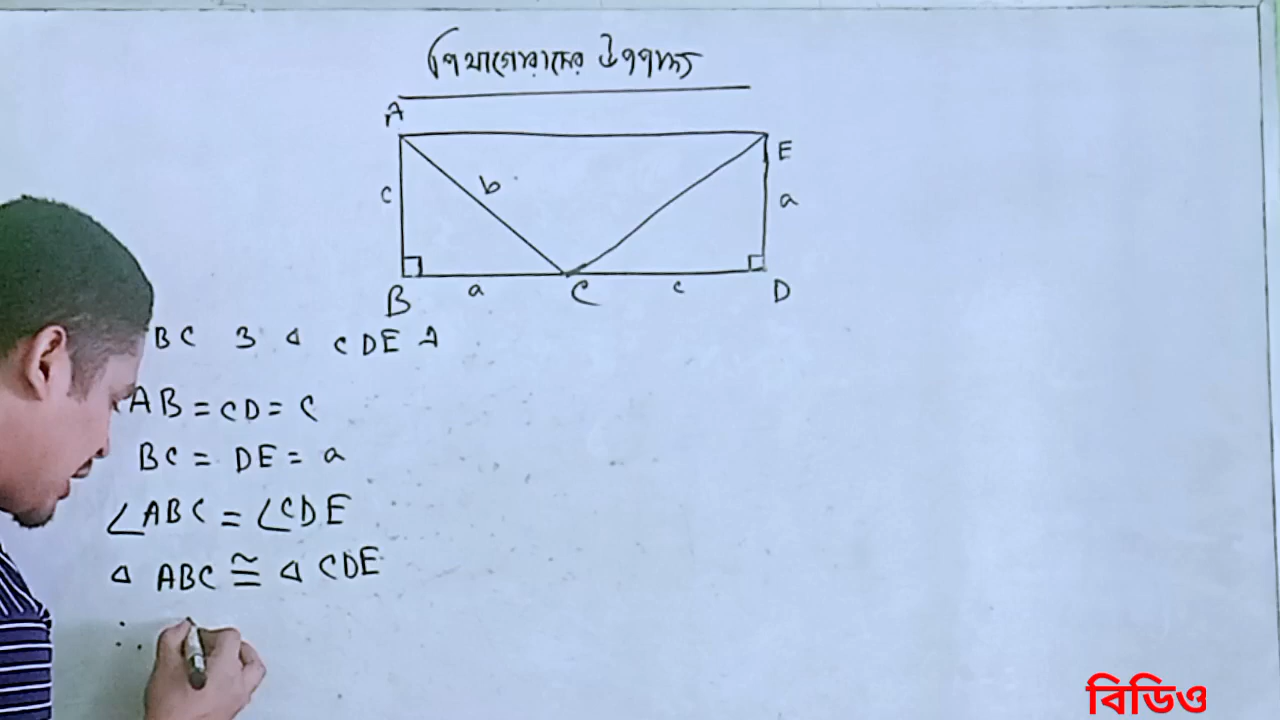 পিথাগোরাসের উপপাদ্য
A
E
c
b
a
B
a
C
c
D
BC ও △ CDE এ
AB = CD = c
BC = DE = a
∠ABC = ∠CDE
△ ABC ≅ △ CDE
∴
বিডিও